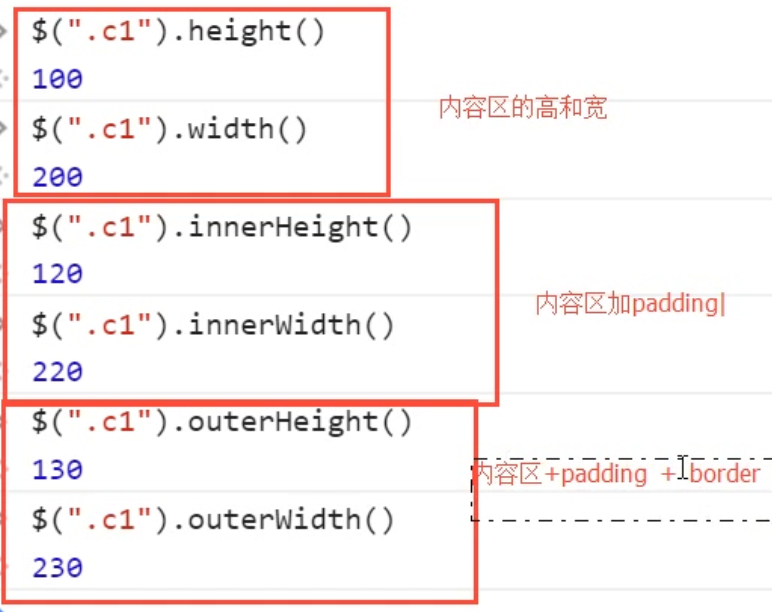 $(".c1").height()
100
内容区的高和宽
$(".c1").width()
200
$(".c1").innerHeight()
120
内容区加padding
$(".c1").innerWidth()
220
$(".c1").outerHeight()
130
内容区+padding + border
$(".c1").outerWidth()
230